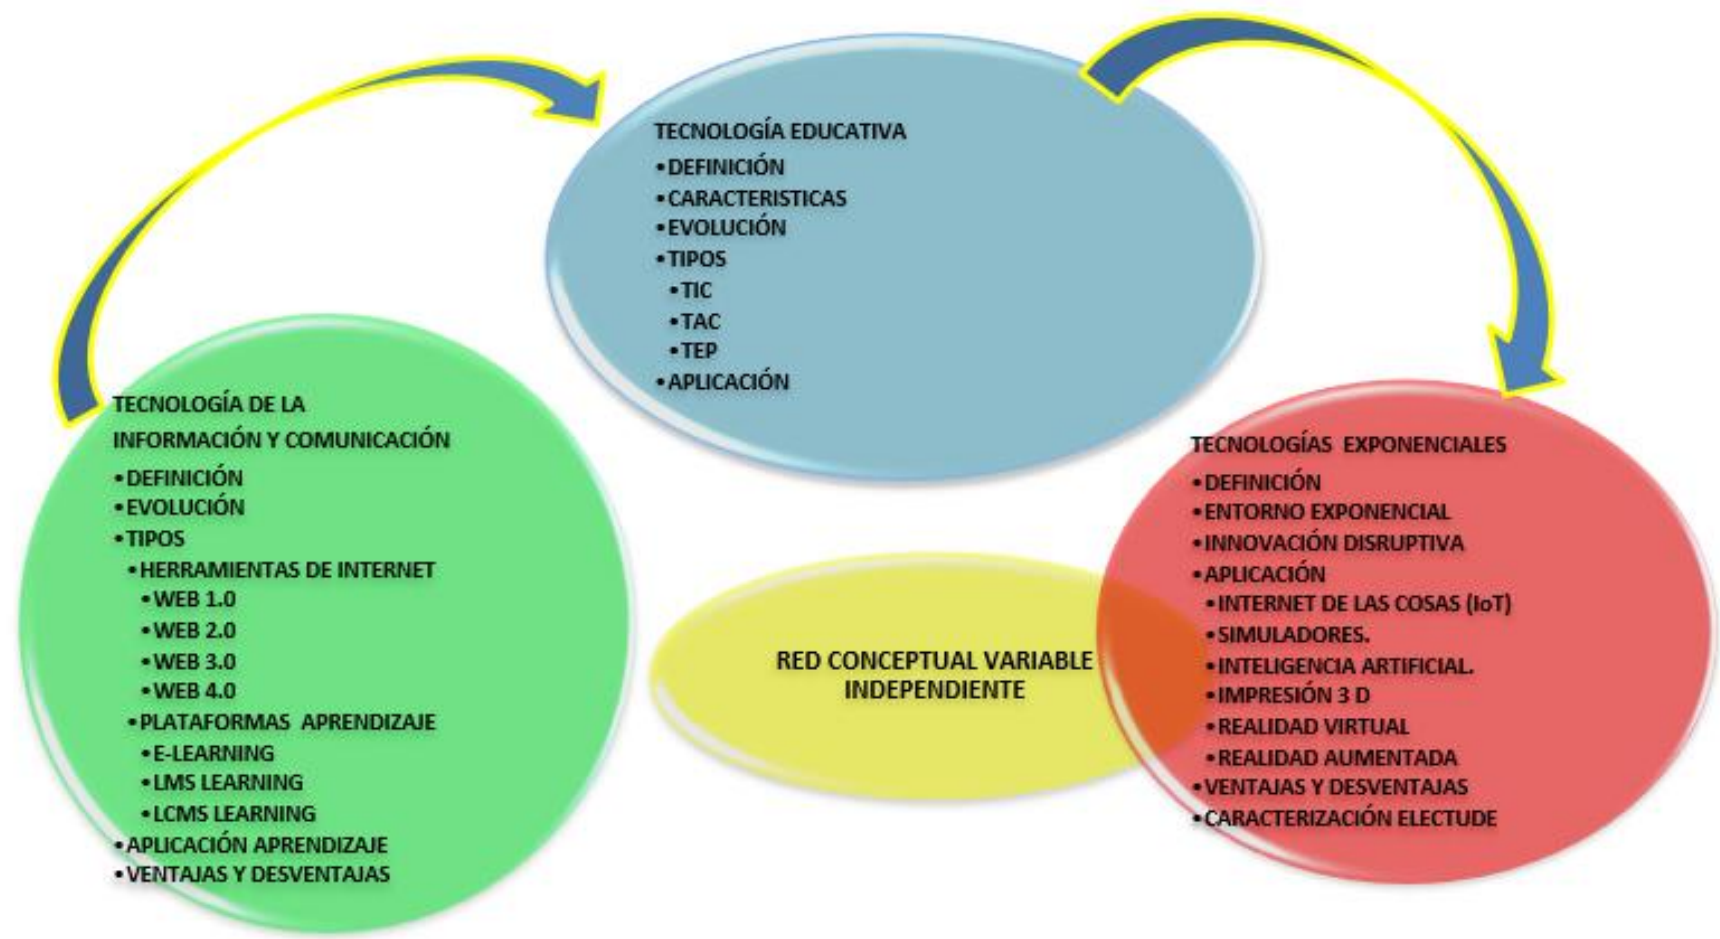 TECNOLOGÍA DE LA
INFORMACIÓN Y COMUNICACIÓN
•DEFINICIÓN
•EVOLUCIÓN
•TIPOS
•HERRAMIENTAS DE INTERNET
•WEB 1.0
•WEB 2.0
•WEB 3.0
•WEB 4.0
•PLATAFORMAS APRENDIZAJE
•E-LEARNING
•LMS LEARNING
•LCMS LEARNING
•APLICACIÓN APRENDIZAJE
•VENTAJAS Y DESVENTAJAS
TECNOLOGÍA EDUCATIVA
•DEFINICIÓN
•CARACTERISTICAS
•EVOLUCIÓN
•TIPOS
•TIC
•TAC
•TEP
•APLICACIÓN
TECNOLOGÍAS EXPONENCIALES
•DEFINICIÓN
•ENTORNO EXPONENCIAL
•INNOVACIÓN DISRUPTIVA
•APLICACIÓN
•INTERNET DE LAS COSAS (IoT)
•SIMULADORES.
•INTELIGENCIA ARTIFICIAL.
•IMPRESIÓN 3 D
•REALIDAD VIRTUAL
•REALIDAD AUMENTADA
•VENTAJAS Y DESVENTAJAS
•CARACTERIZACIÓN ELECTUDE
RED CONCEPTUAL VARIABLE
INDEPENDIENTE